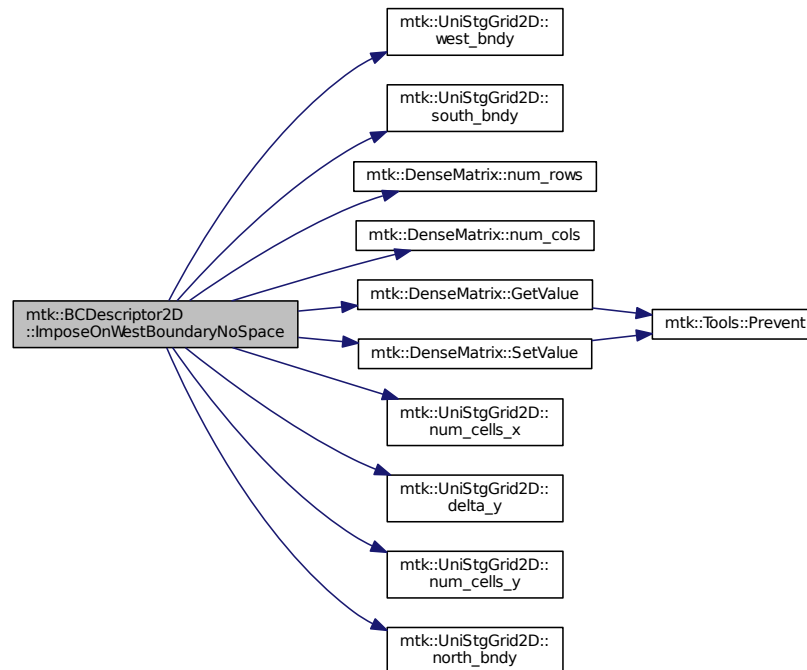 mtk::UniStgGrid2D::
west_bndy
mtk::UniStgGrid2D::
south_bndy
mtk::DenseMatrix::num_rows
mtk::DenseMatrix::num_cols
mtk::BCDescriptor2D
::ImposeOnWestBoundaryNoSpace
mtk::DenseMatrix::GetValue
mtk::Tools::Prevent
mtk::DenseMatrix::SetValue
mtk::UniStgGrid2D::
num_cells_x
mtk::UniStgGrid2D::
delta_y
mtk::UniStgGrid2D::
num_cells_y
mtk::UniStgGrid2D::
north_bndy